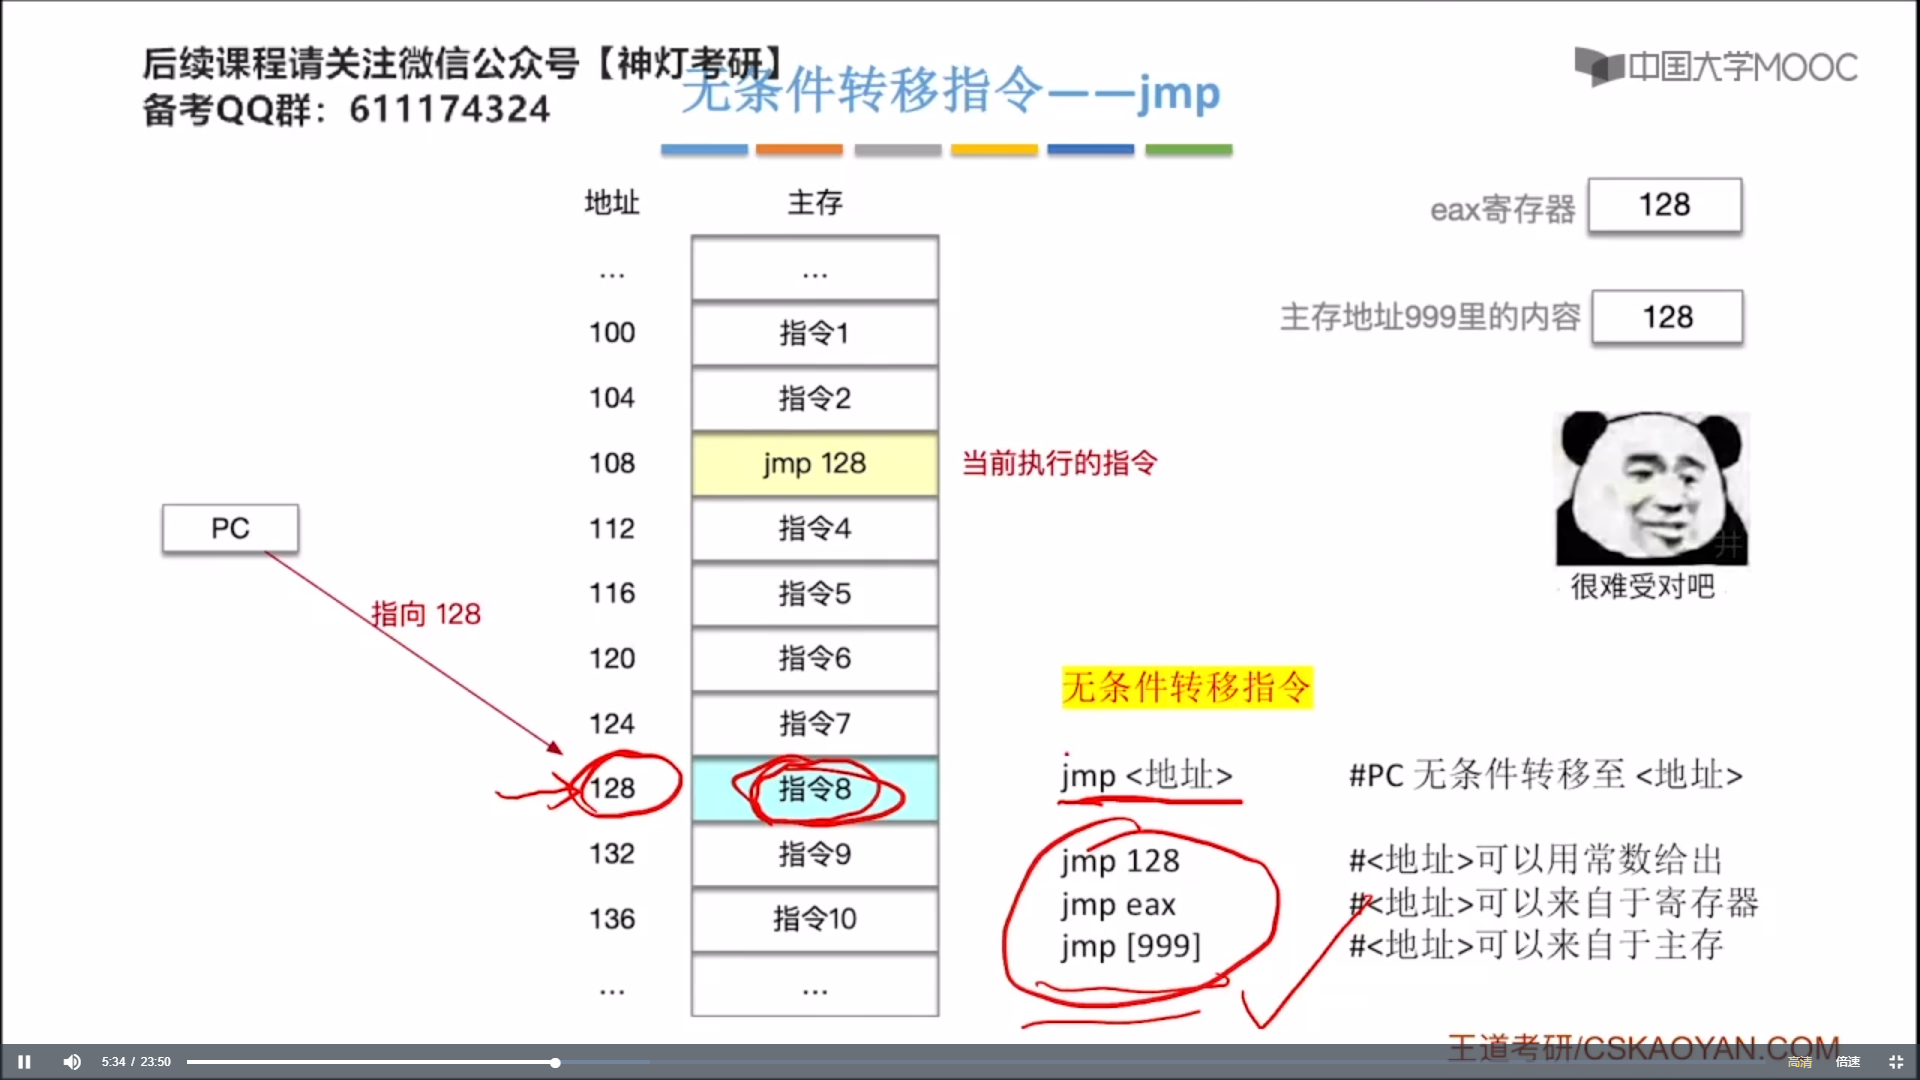 后续课程请关注微信公众号【神灯考研】
备考QQ群：611174324
无条件转移指令——jmp
中国大学MOOC
地址 主存
... ...
100 指令1
104 指令2
108 jmp 128 当前执行的指令
112 指令4
116 指令5
120 指令6
124 指令7
128 指令8
132 指令9
136 指令10
... ...
PC
指向 128
eax寄存器 128
主存地址999里的内容 128
井
很难受对吧
无条件转移指令
jmp <地址> #PC 无条件转移至 <地址>
jmp 128 #<地址>可以用常数给出
jmp eax #<地址>可以来自于寄存器
jmp [999] #<地址>可以来自于主存
王道考研/CSKAOYAN.COM
5:34 / 23:50
高清 倍速